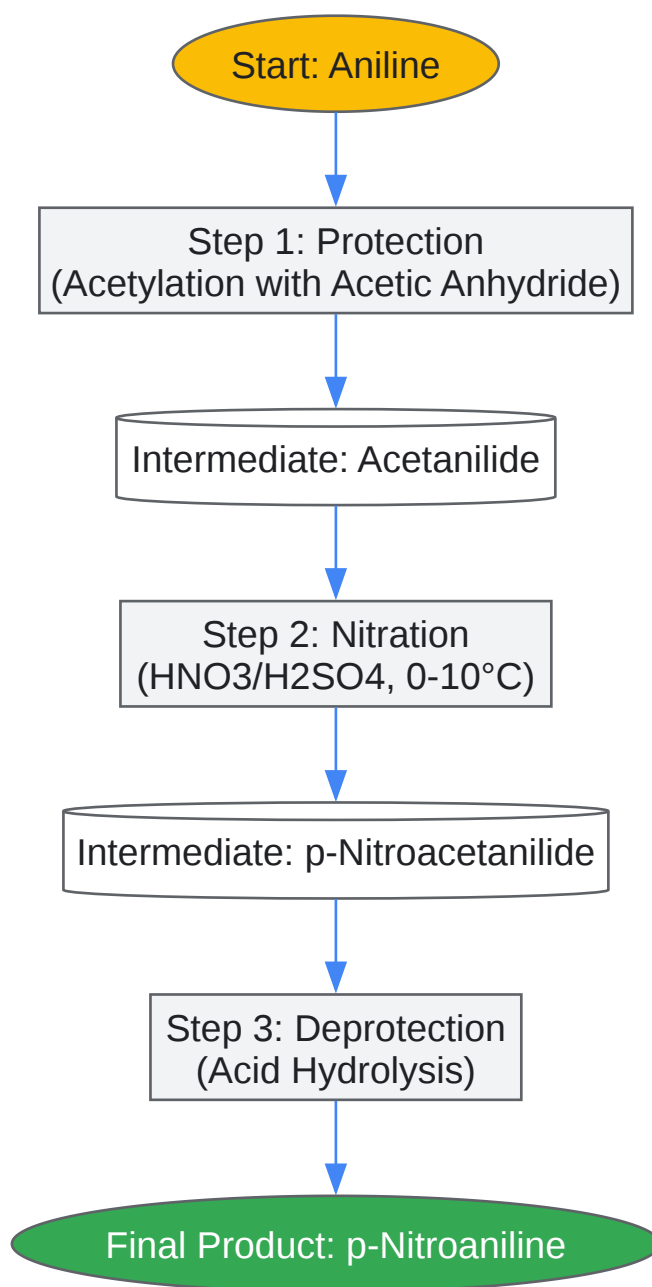 Start: Aniline
Step 1: Protection
(Acetylation with Acetic Anhydride)
Intermediate: Acetanilide
Step 2: Nitration
(HNO3/H2SO4, 0-10°C)
Intermediate: p-Nitroacetanilide
Step 3: Deprotection
(Acid Hydrolysis)
Final Product: p-Nitroaniline